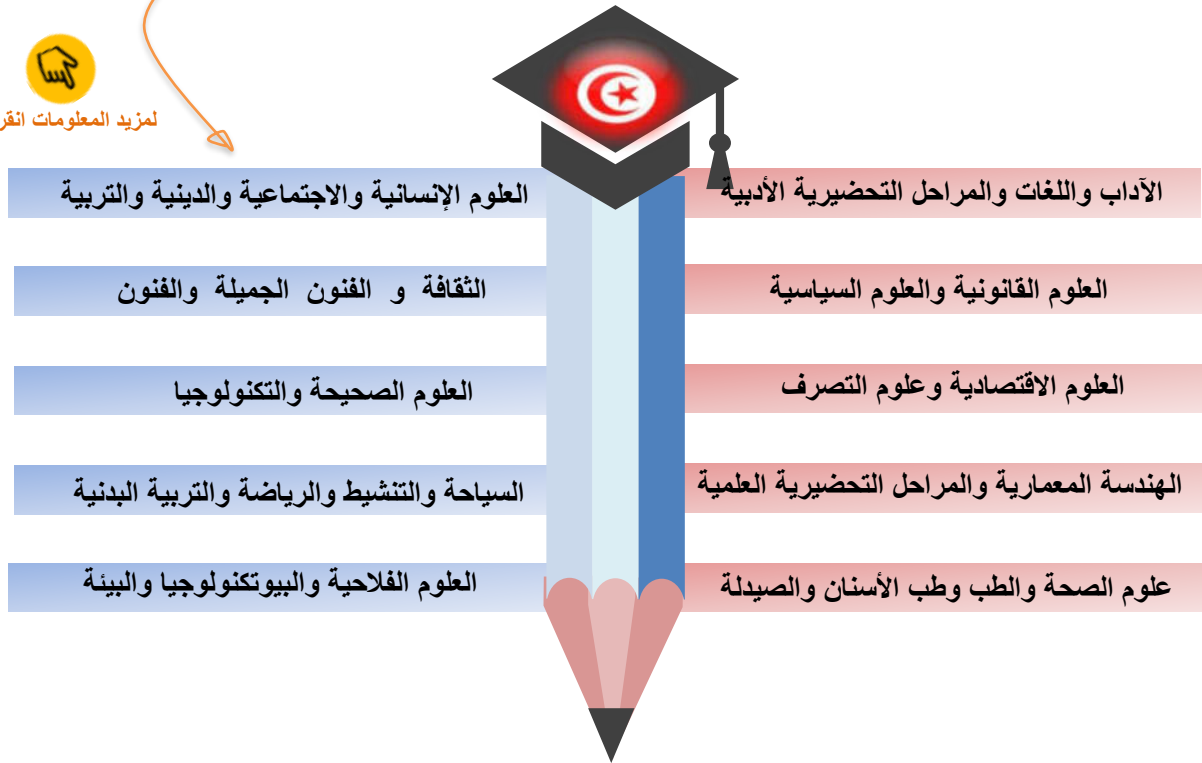 لمزيد المعلومات
الآداب واللغات والمراحل التحضيرية الأدبية
العلوم الإنسانية والاجتماعية والدينية والتربية
العلوم القانونية والعلوم السياسية
الثقافة و الفنون الجميلة والفنون
العلوم الاقتصادية وعلوم التصرف
العلوم الصحيحة والتكنولوجيا
الهندسة المعمارية والمراحل التحضيرية العلمية
السياحة والتنشيط والرياضة والتربية البدنية
علوم الصحة والطب وطب الأسنان والصيدلة
العلوم الفلاحية والبيوتكنولوجيا والبيئة